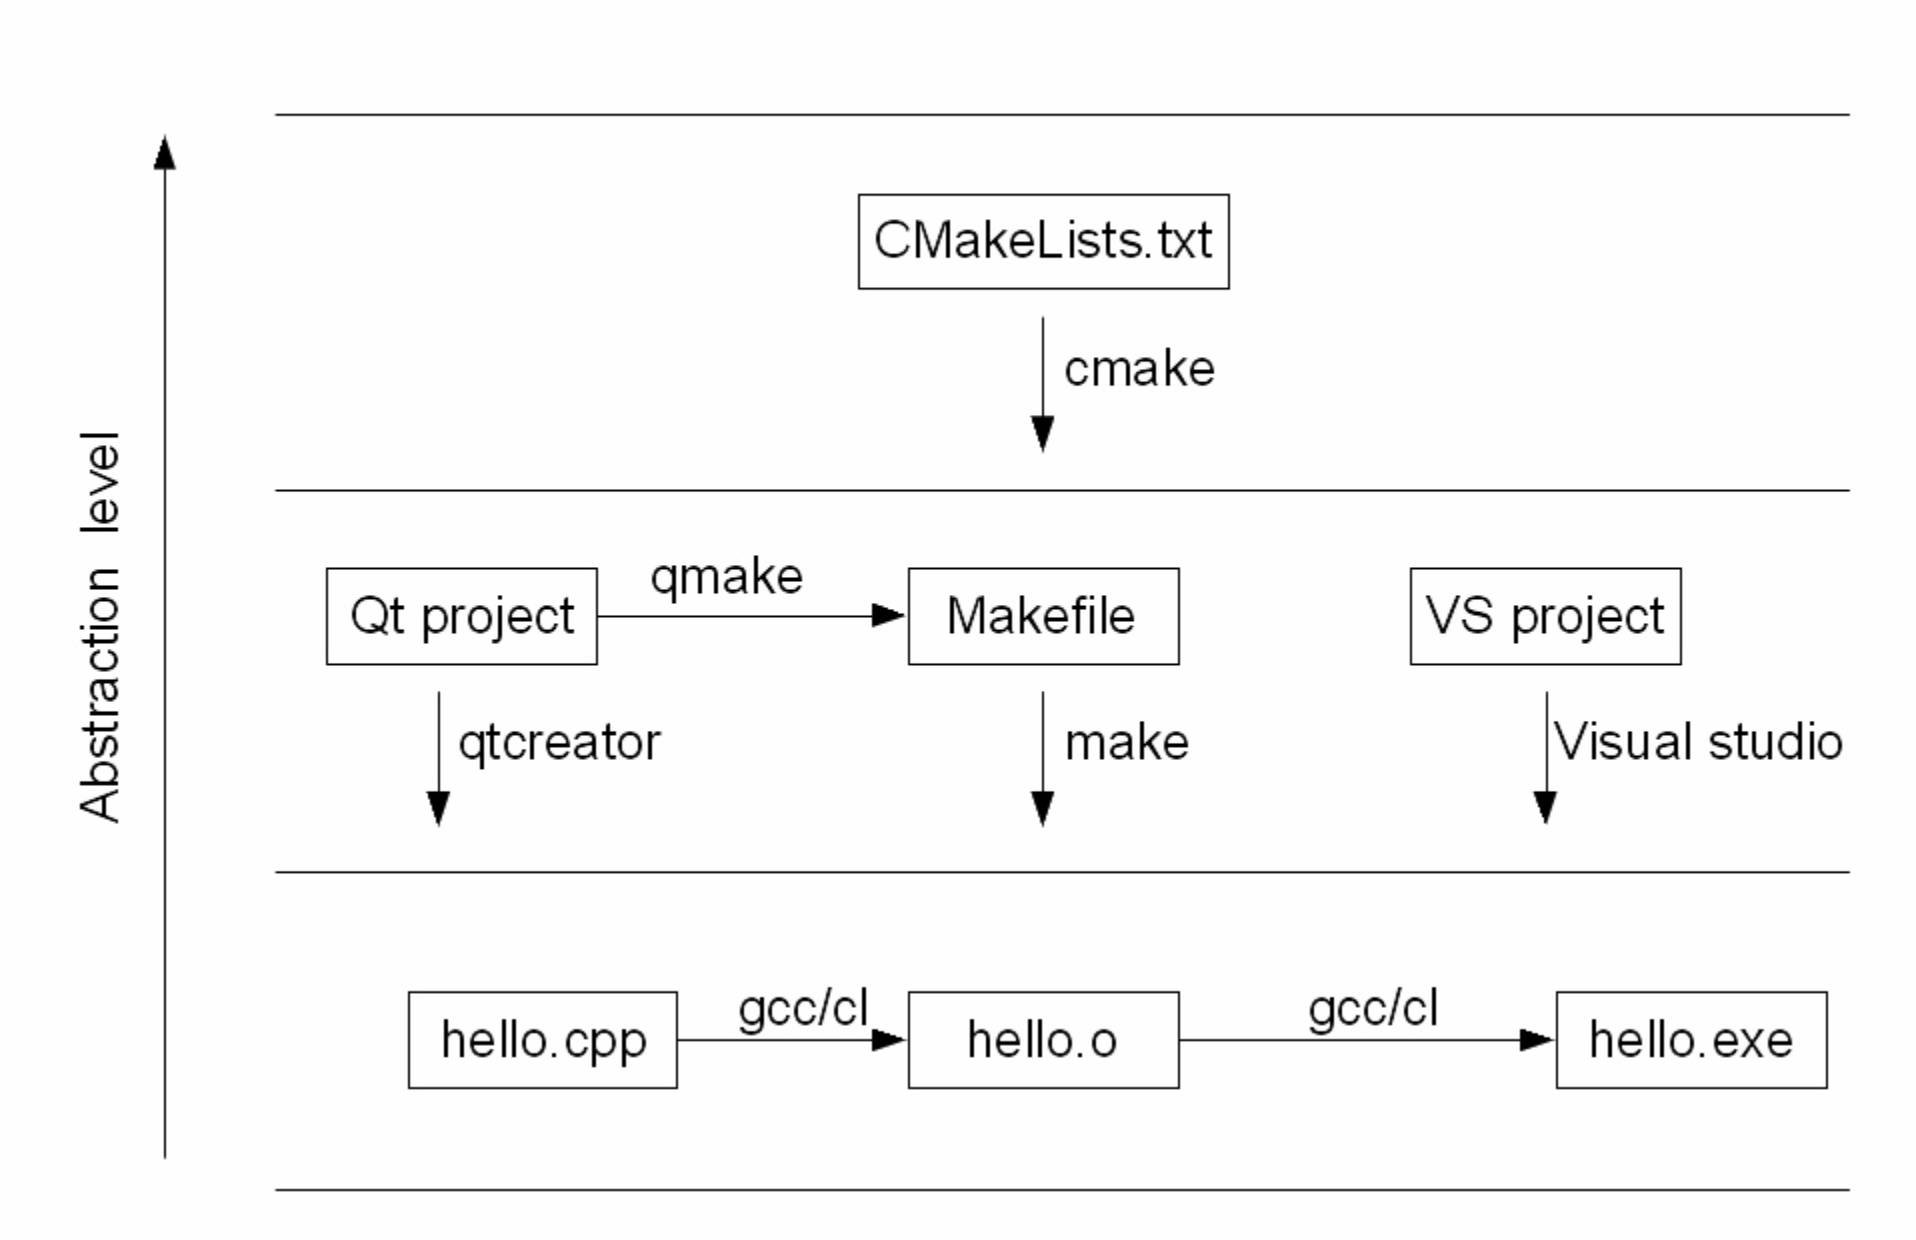 CMakeLists.txt
cmake
Abstraction level
qmake
Qt project
Makefile
VS project
qtcreator
make
Visual studio
gcc/cl
gcc/cl
hello.cpp
hello.o
hello.exe